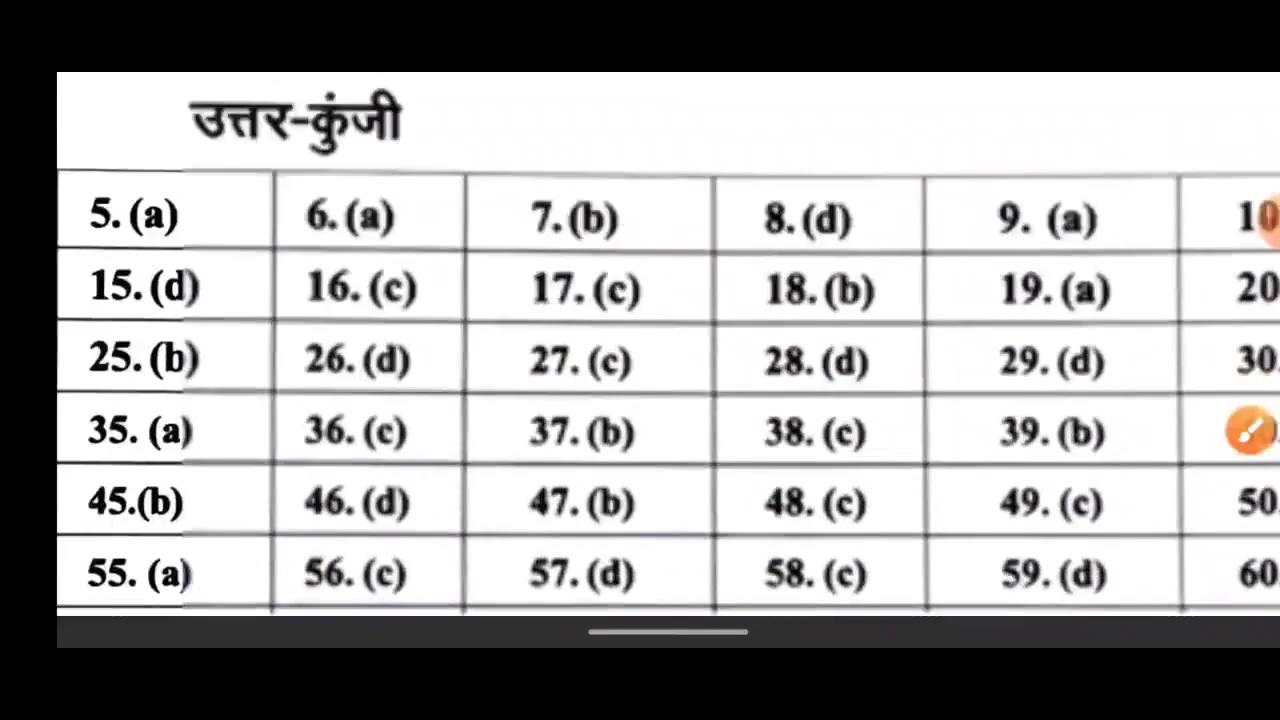 उत्तर-कुंजी
5. (a) 6. (a) 7. (b) 8. (d) 9. (a) 10
15. (d) 16. (c) 17. (c) 18. (b) 19. (a) 20
25. (b) 26. (d) 27. (c) 28. (d) 29. (d) 30.
35. (a) 36. (c) 37. (b) 38. (c) 39. (b)
45.(b) 46. (d) 47. (b) 48. (c) 49. (c) 50.
55. (a) 56. (c) 57. (d) 58. (c) 59. (d) 60